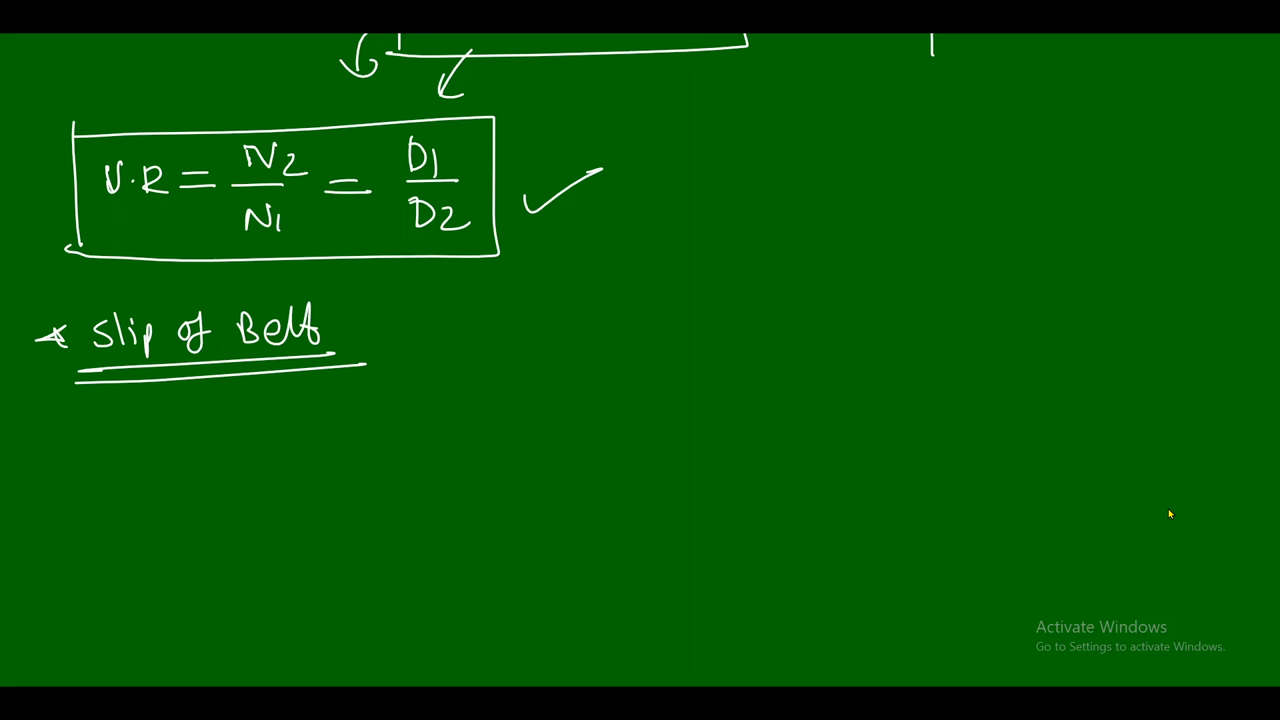 V.R = N2/N1 = D1/D2
* Slip of Belt
Activate Windows
Go to Settings to activate Windows.